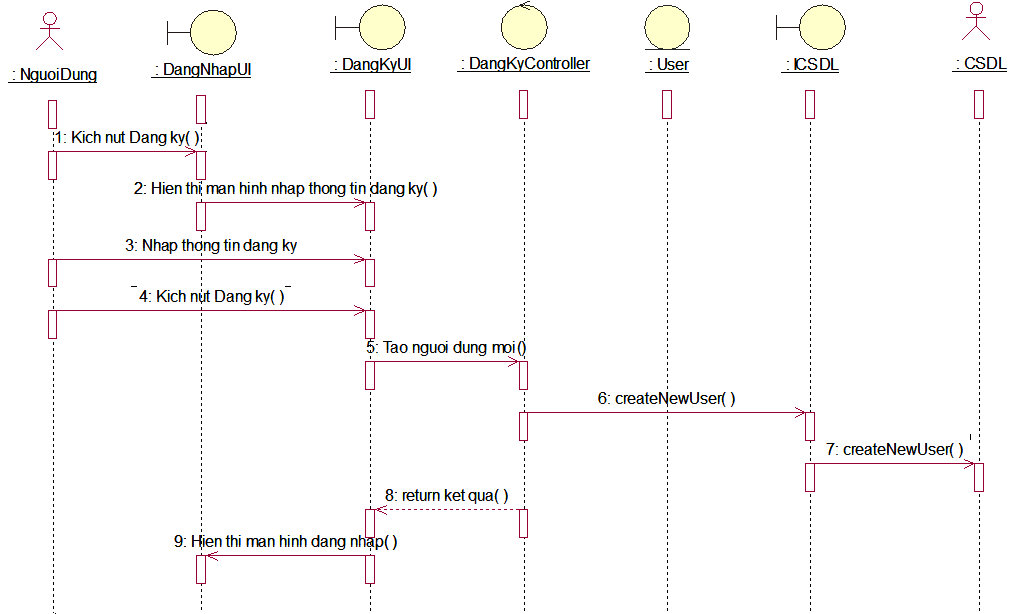 : NguoiDung
: DangNhapUI
: DangKyUI
: DangKyController
: User
: ICSDL
: CSDL
1: Kich nut Dang ky( )
2: Hien thi man hinh nhap thong tin dang ky( )
3: Nhap thong tin dang ky
4: Kich nut Dang ky( )
5: Tao nguoi dung moi()
6: createNewUser( )
7: createNewUser( )
8: return ket qua( )
9: Hien thi man hinh dang nhap( )